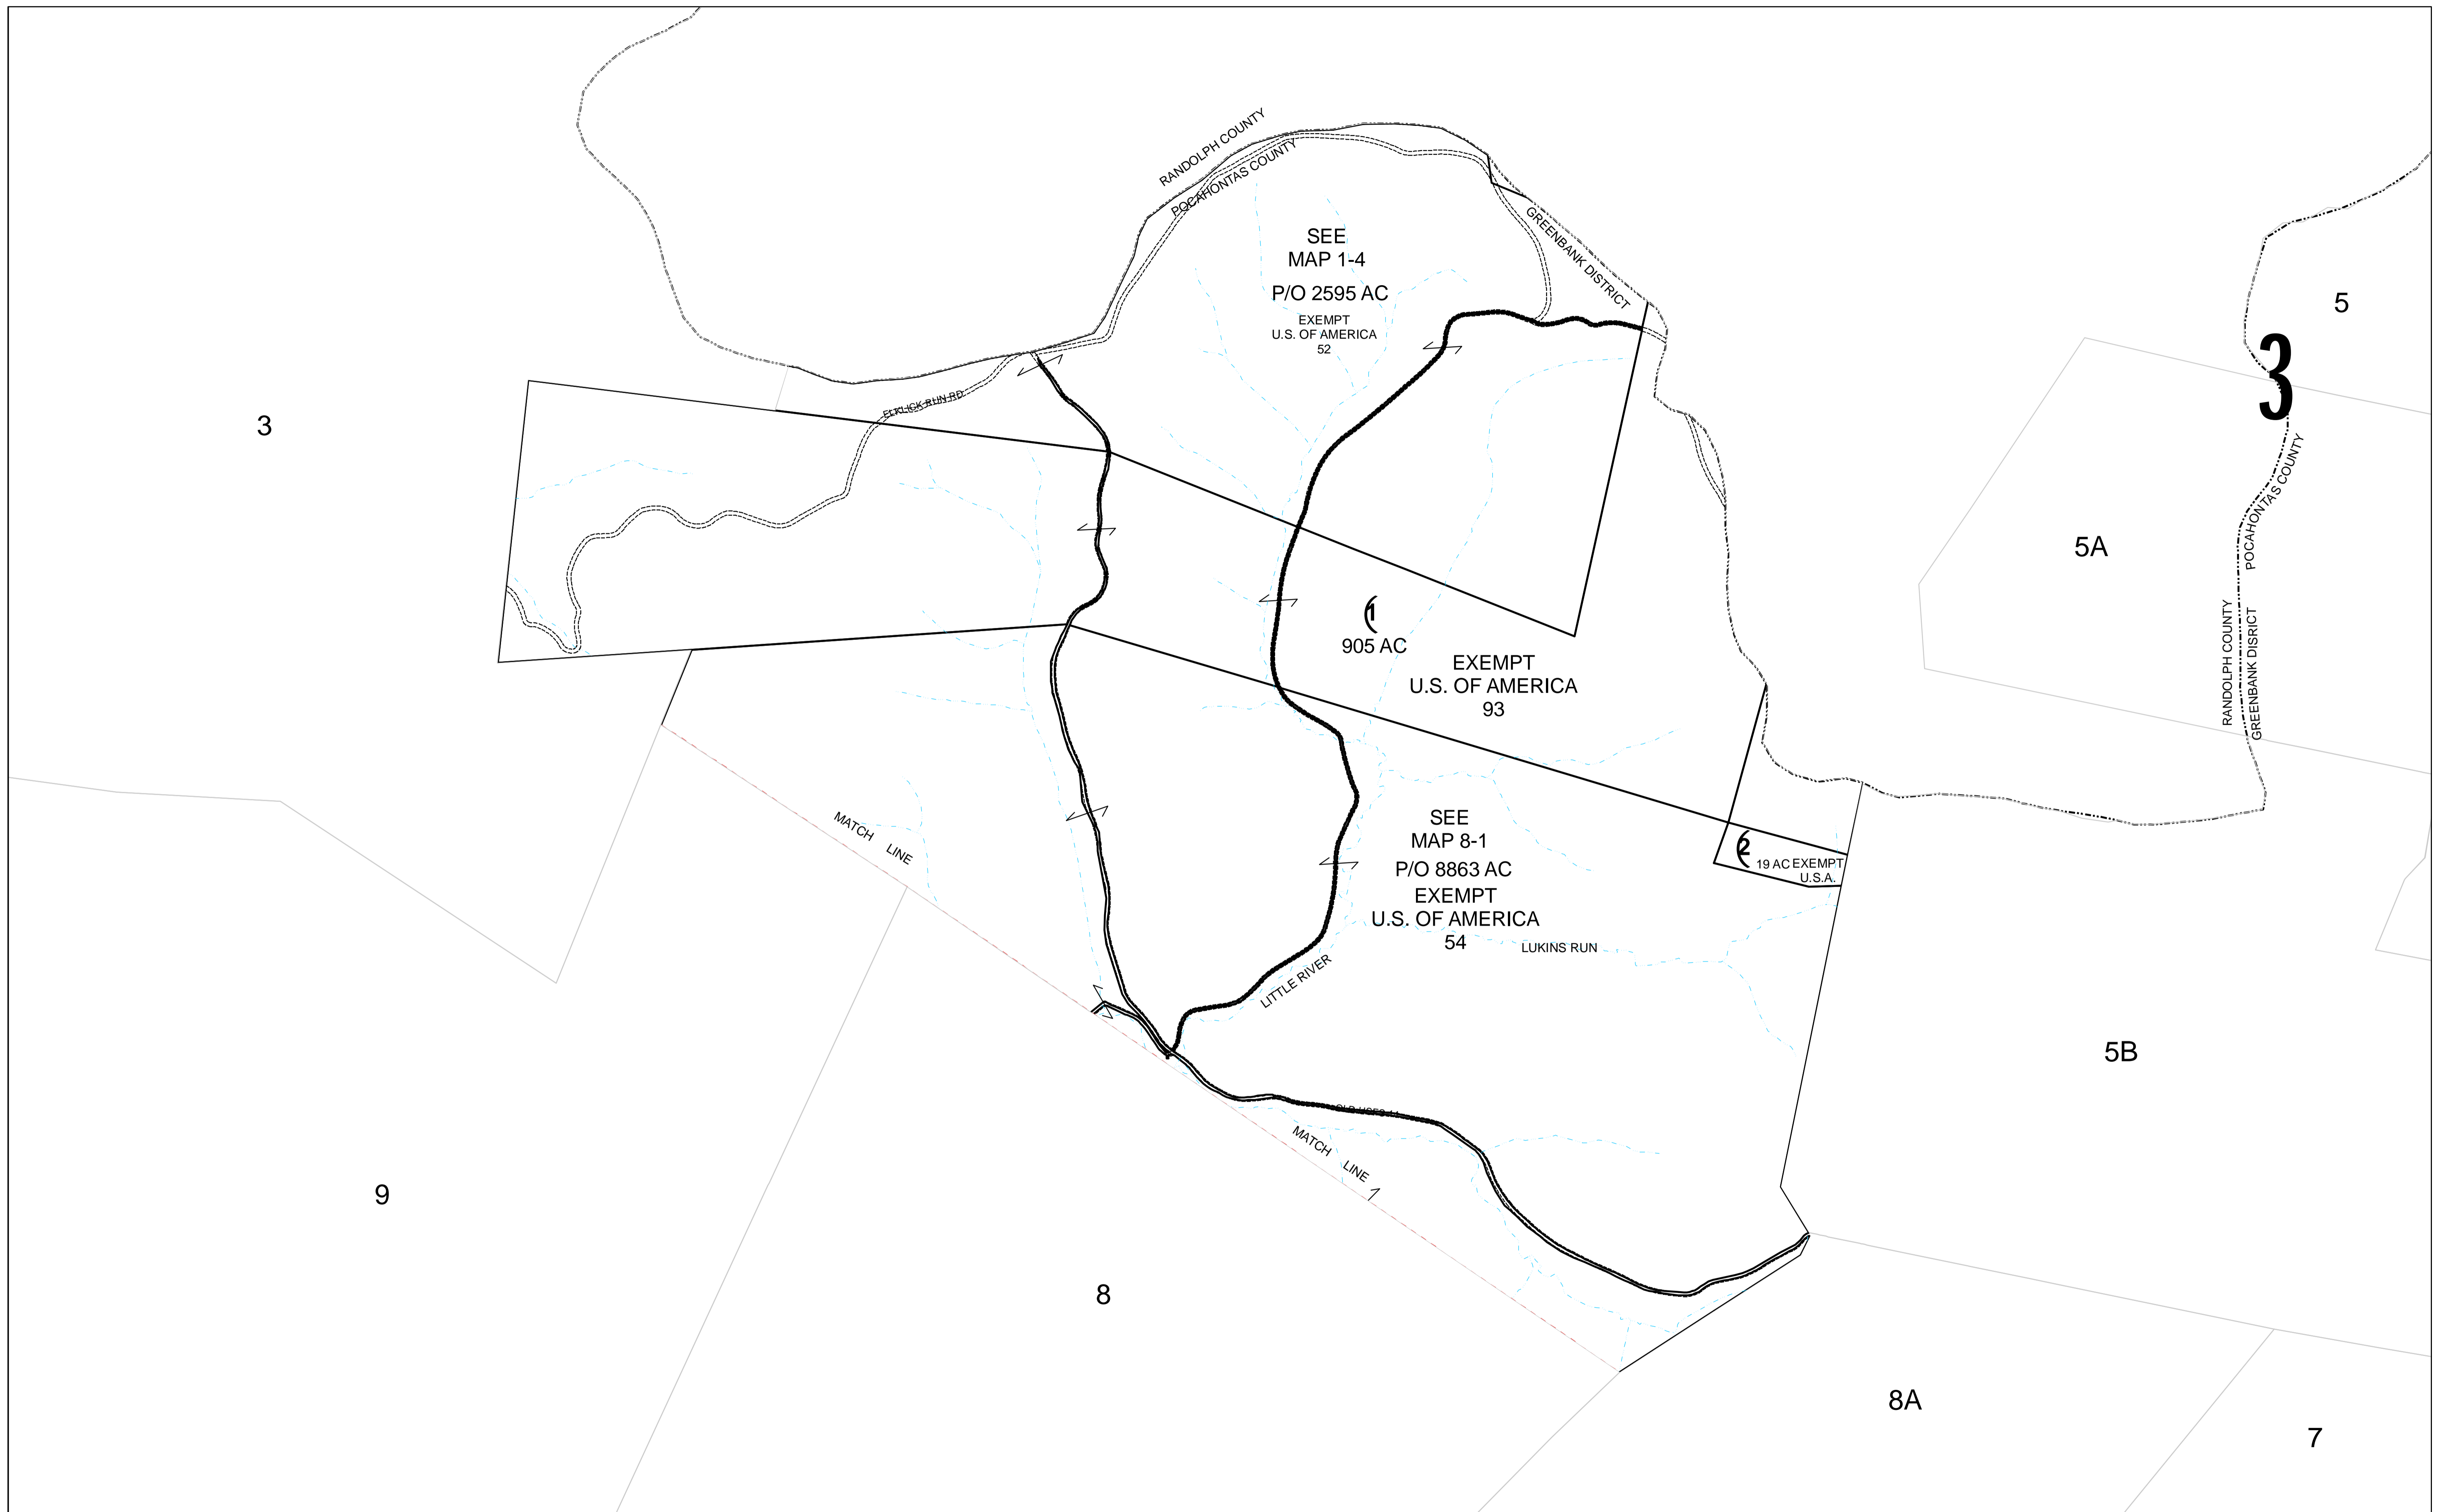 RANDOLPH COUNTY
POCAHONTAS COUNTY
GREENBANK DISTRICT
SEE
MAP 1-4
P/O 2595 AC
EXEMPT
U.S. OF AMERICA
52
5
3
3
ELKLICK RUN RD
POCAHONTAS COUNTY
5A
RANDOLPH COUNTY
GREENBANK DISRICT
1
905 AC
EXEMPT
U.S. OF AMERICA
93
MATCH LINE
SEE
MAP 8-1
P/O 8863 AC
EXEMPT
U.S. OF AMERICA
54
2
19 AC EXEMPT
U.S.A.
LUKINS RUN
LITTLE RIVER
5B
MATCH LINE
9
8
8A
7